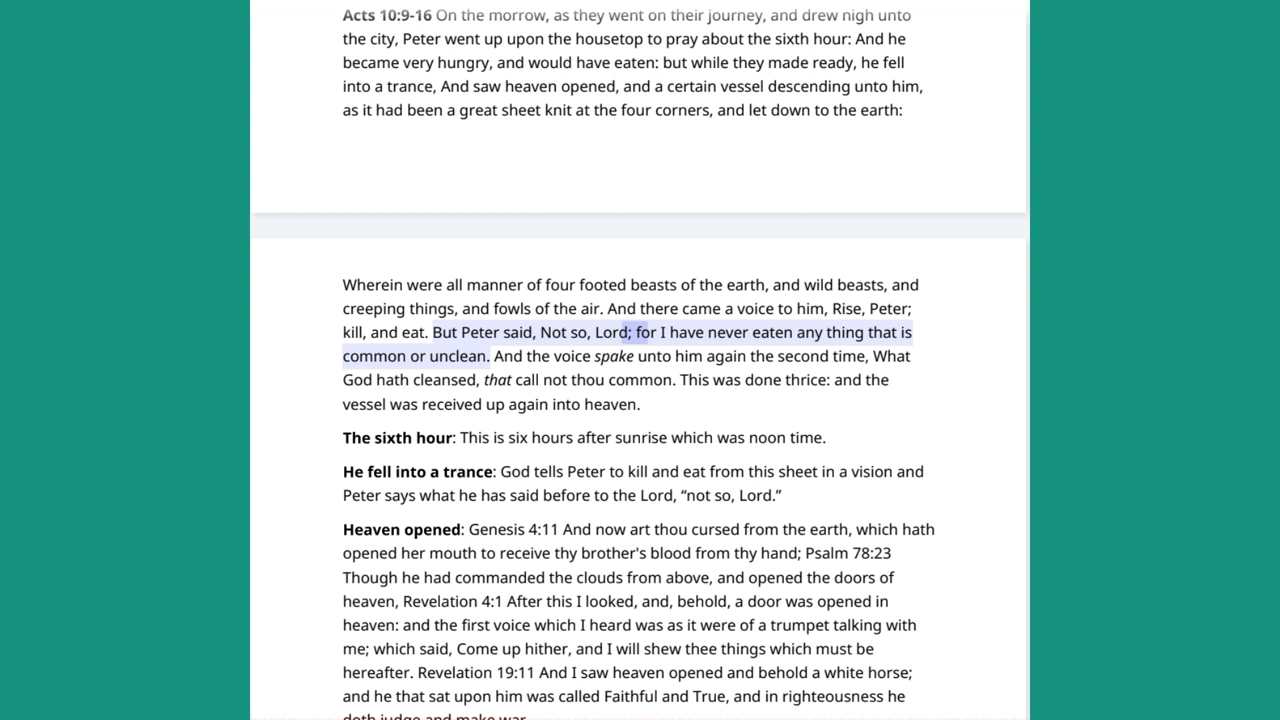 Acts 10:9-16 On the morrow, as they went on their journey, and drew nigh unto
the city, Peter went up upon the housetop to pray about the sixth hour: And he
became very hungry, and would have eaten: but while they made ready, he fell
into a trance, And saw heaven opened, and a certain vessel descending unto him,
as it had been a great sheet knit at the four corners, and let down to the earth:
Wherein were all manner of four footed beasts of the earth, and wild beasts, and
creeping things, and fowls of the air. And there came a voice to him, Rise, Peter;
kill, and eat. But Peter said, Not so, Lord; for I have never eaten any thing that is
common or unclean. And the voice spake unto him again the second time, What
God hath cleansed, that call not thou common. This was done thrice: and the
vessel was received up again into heaven.
The sixth hour: This is six hours after sunrise which was noon time.
He fell into a trance: God tells Peter to kill and eat from this sheet in a vision and
Peter says what he has said before to the Lord, “not so, Lord.”
Heaven opened: Genesis 4:11 And now art thou cursed from the earth, which hath
opened her mouth to receive thy brother's blood from thy hand; Psalm 78:23
Though he had commanded the clouds from above, and opened the doors of
heaven, Revelation 4:1 After this I looked, and, behold, a door was opened in
heaven: and the first voice which I heard was as it were of a trumpet talking with
me; which said, Come up hither, and I will shew thee things which must be
hereafter. Revelation 19:11 And I saw heaven opened and behold a white horse;
and he that sat upon him was called Faithful and True, and in righteousness he
doth judge and make war.